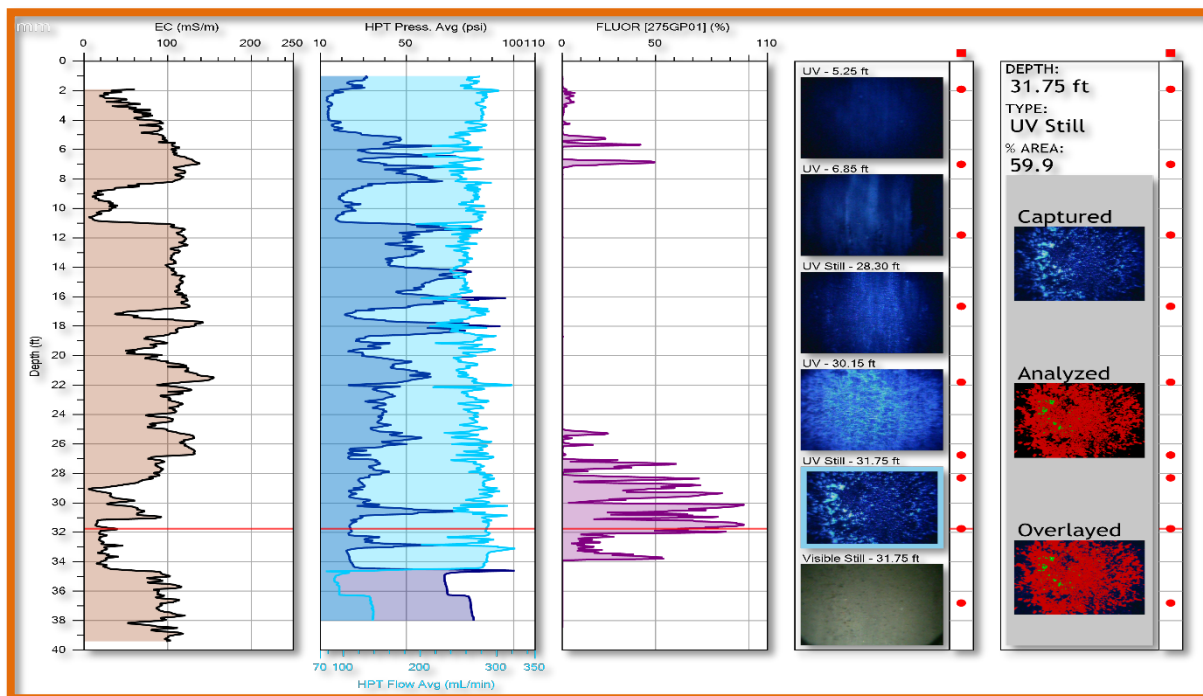 EC (mS/m)
0 100 200 250
HPT Press. Avg (psi)
10 50 100 110
FLUOR [275GP01] (%)
0 50 110
Depth (ft)
0
2
4
6
8
10
12
14
16
18
20
22
24
26
28
30
32
34
36
38
40
70 100 200 300 350
HPT Flow Avg (mL/min)
UV - 5.25 ft
UV - 6.85 ft
UV Still - 28.30 ft
UV - 30.15 ft
UV Still - 31.75 ft
Visible Still - 31.75 ft
DEPTH:
31.75 ft
TYPE:
UV Still
% AREA:
59.9
Captured
Analyzed
Overlayed